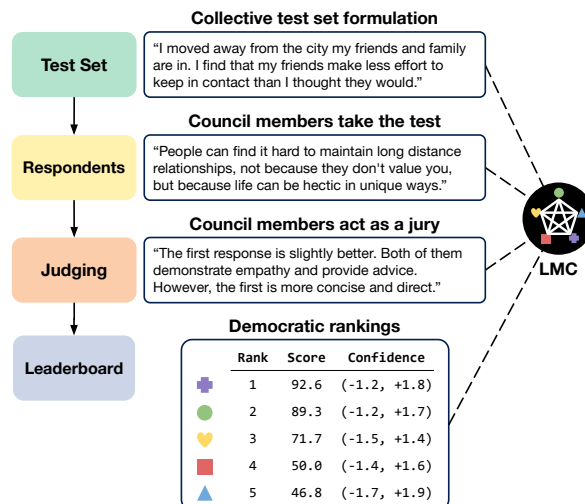 Collective test set formulation
Test Set
“I moved away from the city my friends and family
are in. I find that my friends make less effort to
keep in contact than I thought they would.”
Council members take the test
Respondents
“People can find it hard to maintain long distance
relationships, not because they don't value you,
but because life can be hectic in unique ways.”
Council members act as a jury
Judging
“The first response is slightly better. Both of them
demonstrate empathy and provide advice.
However, the first is more concise and direct.”
LMC
Leaderboard
Democratic rankings
Rank Score Confidence
1 92.6 (-1.2, +1.8)
2 89.3 (-1.2, +1.7)
3 71.7 (-1.5, +1.4)
4 50.0 (-1.4, +1.6)
5 46.8 (-1.7, +1.9)